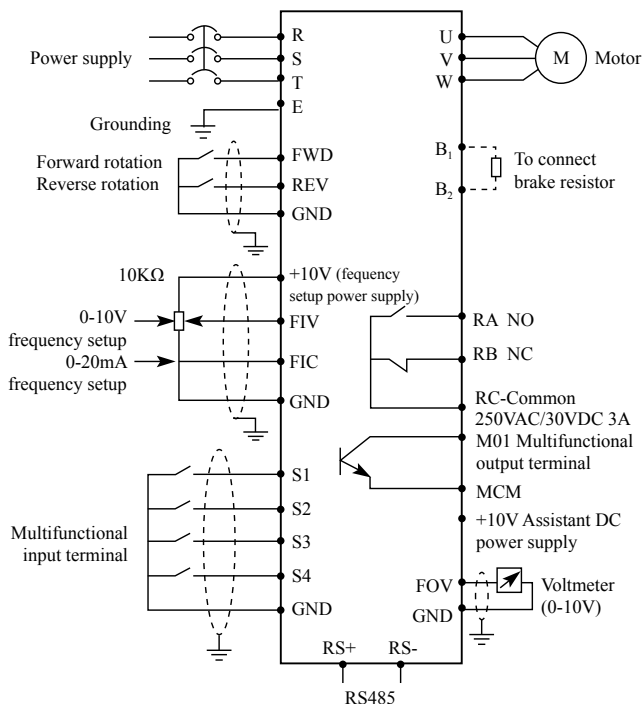 Power supply
R
S
T
E
Grounding
Forward rotation
Reverse rotation
FWD
REV
GND
10KΩ
+10V (fequency
setup power supply)
0-10V
frequency setup
FIV
0-20mA
frequency setup
FIC
GND
Multifunctional
input terminal
S1
S2
S3
S4
GND
U
V
W
M
Motor
B1
B2
To connect
brake resistor
RA NO
RB NC
RC-Common
250VAC/30VDC 3A
M01 Multifunctional
output terminal
MCM
+10V Assistant DC
power supply
FOV
GND
Voltmeter
(0-10V)
RS+ RS-
RS485